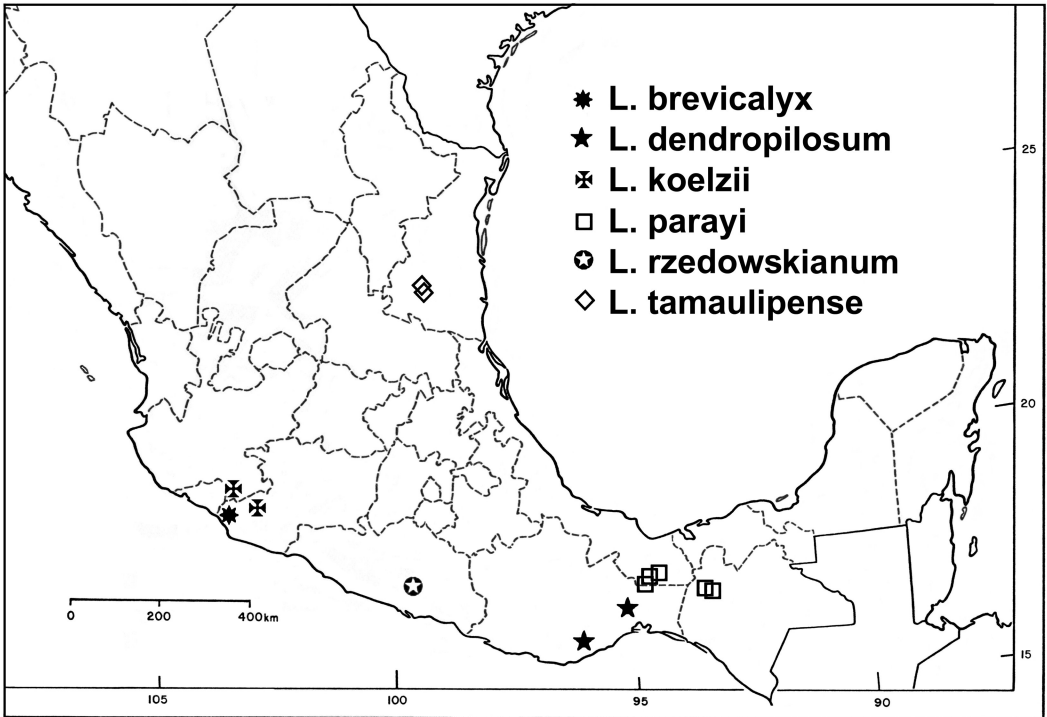 L. brevicalyx
L. dendropilosum
L. koelzii
L. parayi
L. rzedowskianum
L. tamaulipense
25
20
15
0 200 400km
105 100 95 90